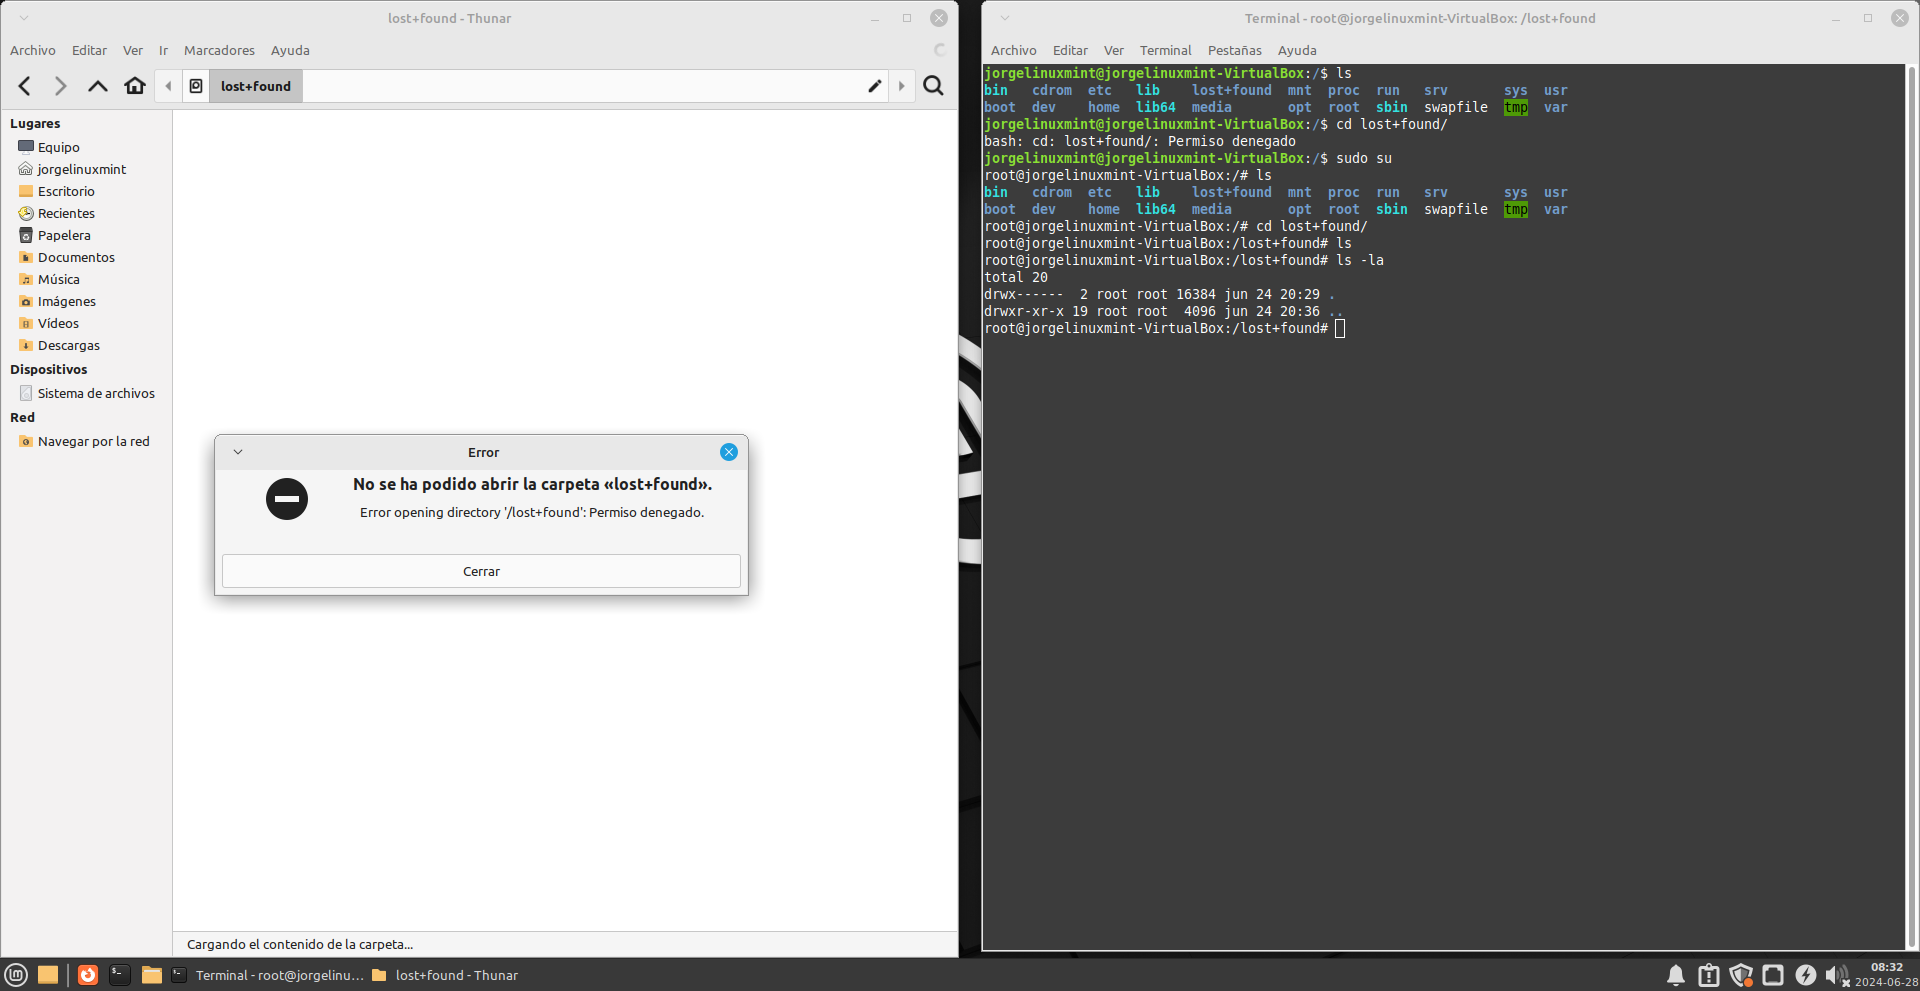 lost+found - Thunar
Archivo Editar Ver Ir Marcadores Ayuda
lost+found
Lugares
Equipo
jorgelinuxmint
Escritorio
Recientes
Papelera
Documentos
Música
Imágenes
Vídeos
Descargas
Dispositivos
Sistema de archivos
Red
Navegar por la red
Error
No se ha podido abrir la carpeta «lost+found».
Error opening directory '/lost+found': Permiso denegado.
Cerrar
Cargando el contenido de la carpeta...
Terminal - root@jorgelinuxmint-VirtualBox: /lost+found
Archivo Editar Ver Terminal Pestañas Ayuda
jorgelinuxmint@jorgelinuxmint-VirtualBox:/$ ls
bin cdrom etc lib lost+found mnt proc run srv sys usr
boot dev home lib64 media opt root sbin swapfile tmp var
jorgelinuxmint@jorgelinuxmint-VirtualBox:/$ cd lost+found/
bash: cd: lost+found/: Permiso denegado
jorgelinuxmint@jorgelinuxmint-VirtualBox:/$ sudo su
root@jorgelinuxmint-VirtualBox:/# ls
bin cdrom etc lib lost+found mnt proc run srv sys usr
boot dev home lib64 media opt root sbin swapfile tmp var
root@jorgelinuxmint-VirtualBox:/# cd lost+found/
root@jorgelinuxmint-VirtualBox:/lost+found# ls
root@jorgelinuxmint-VirtualBox:/lost+found# ls -la
total 20
drwx------ 2 root root 16384 jun 24 20:29 .
drwxr-xr-x 19 root root 4096 jun 24 20:36 ..
root@jorgelinuxmint-VirtualBox:/lost+found#
Terminal - root@jorgelinu... lost+found - Thunar
08:32
2024-06-28